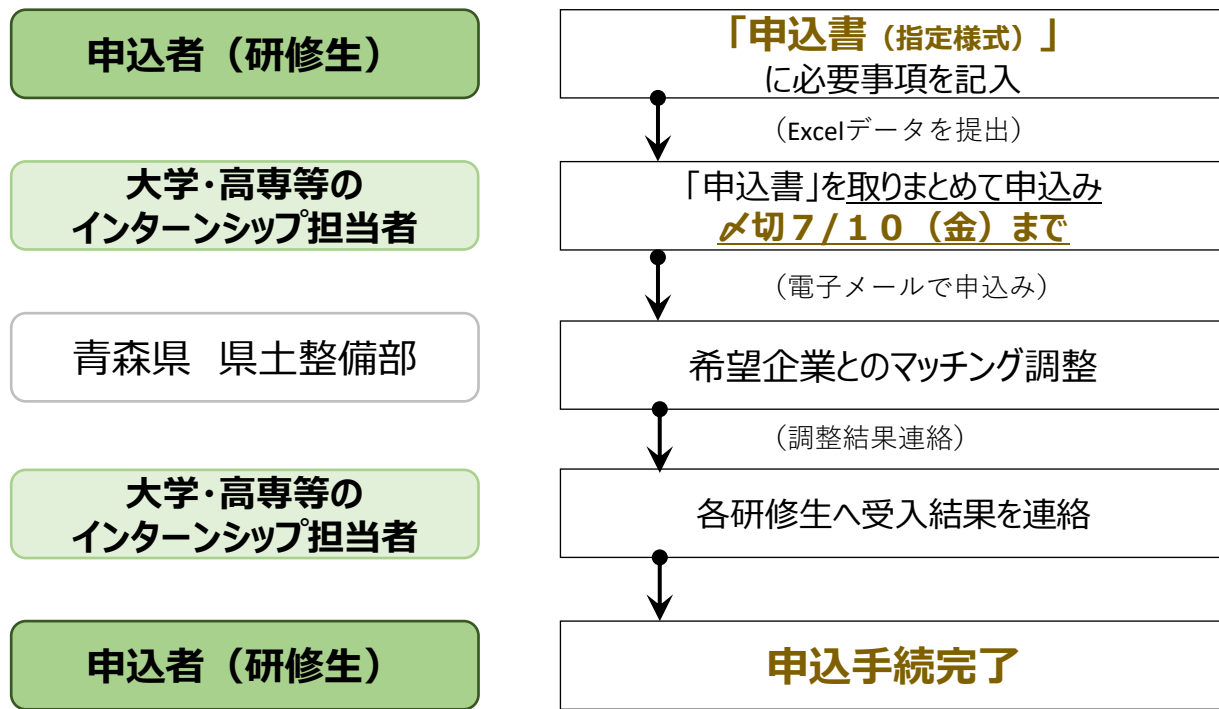 申込者（研修生）
「申込書（指定様式）」
に必要事項を記入
（Excelデータを提出）
大学・高専等の
インターンシップ担当者
「申込書」を取りまとめて申込み
〆切７/１０（金）まで
（電子メールで申込み）
青森県　県土整備部
希望企業とのマッチング調整
（調整結果連絡）
大学・高専等の
インターンシップ担当者
各研修生へ受入結果を連絡
申込者（研修生）
申込手続完了